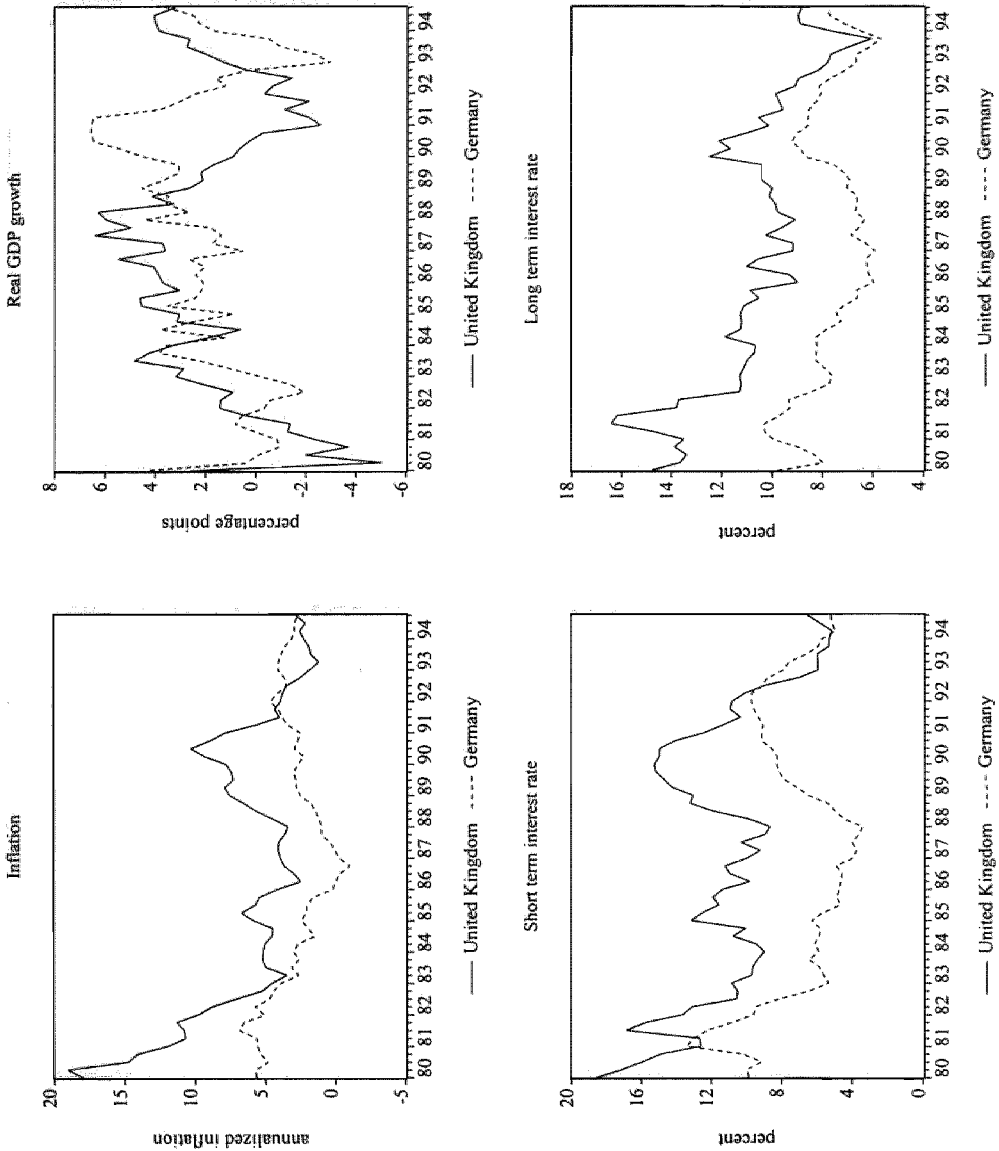 Inflation
annualized inflation
20
15
10
5
0
-5
80 81 82 83 84 85 86 87 88 89 90 91 92 93 94
United Kingdom Germany
Real GDP growth
percentage points
8
6
4
2
0
-2
-4
-6
80 81 82 83 84 85 86 87 88 89 90 91 92 93 94
United Kingdom Germany
Short term interest rate
percent
20
16
12
8
4
0
80 81 82 83 84 85 86 87 88 89 90 91 92 93 94
United Kingdom Germany
Long term interest rate
percent
18
16
14
12
10
8
6
4
80 81 82 83 84 85 86 87 88 89 90 91 92 93 94
United Kingdom Germany